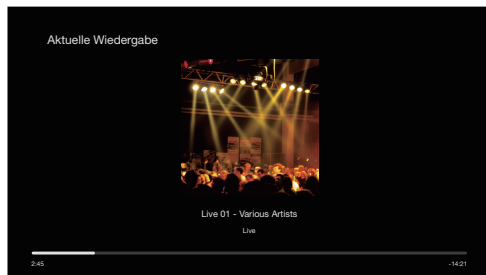 Aktuelle Wiedergabe
Live 01 - Various Artists
Live
2:45
-14:21